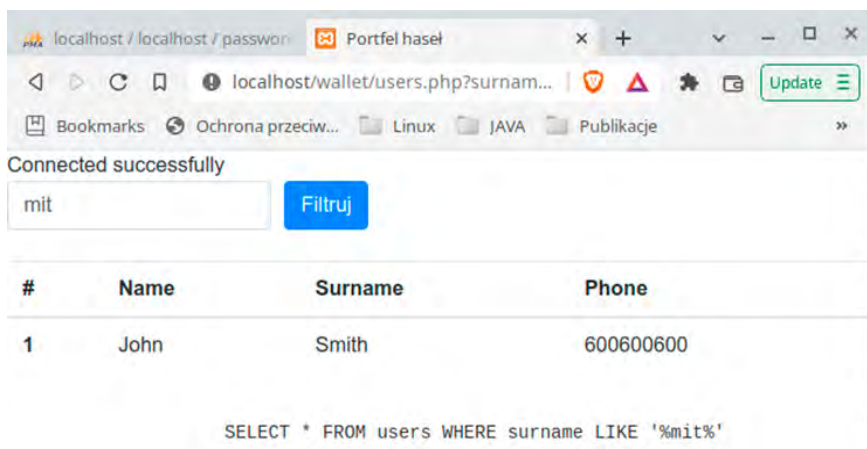 PMA localhost / localhost / passwor
Portfel haseł
localhost/wallet/users.php?surnam...
Update
Bookmarks Ochrona przeciw... Linux JAVA Publikacje »
Connected successfully
mit Filtruj
# Name Surname Phone
1 John Smith 600600600
SELECT * FROM users WHERE surname LIKE '%mit%'